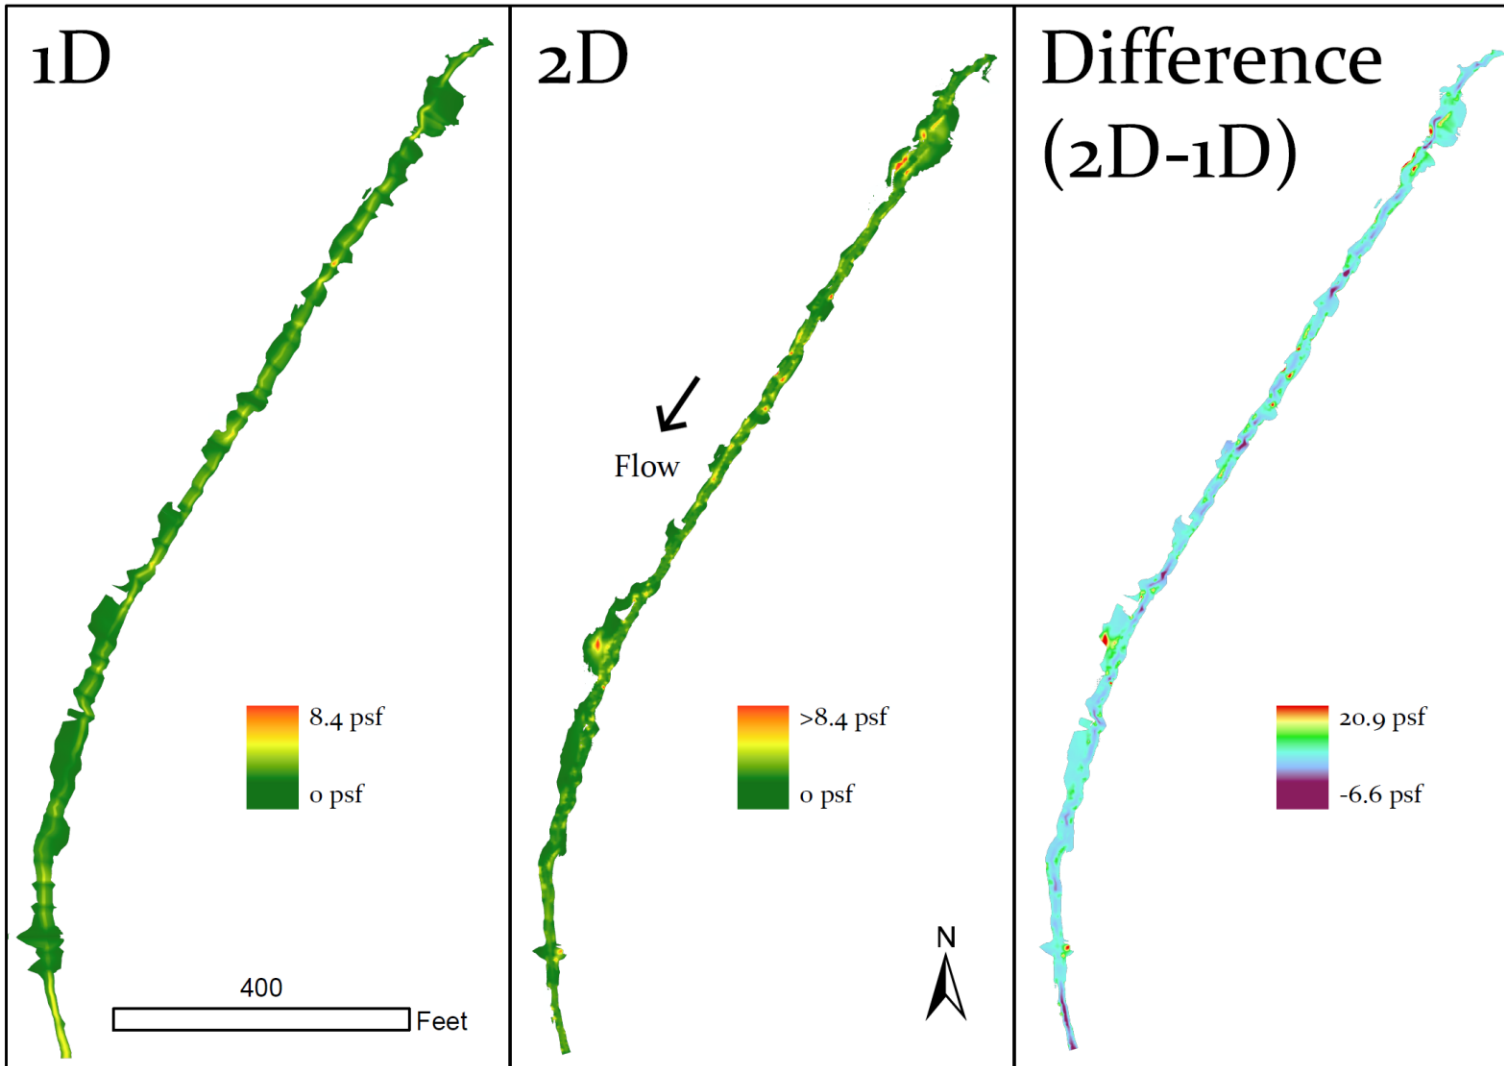 1D
8.4 psf
0 psf
400
Feet
2D
Flow
>8.4 psf
0 psf
N
Difference
(2D-1D)
20.9 psf
-6.6 psf